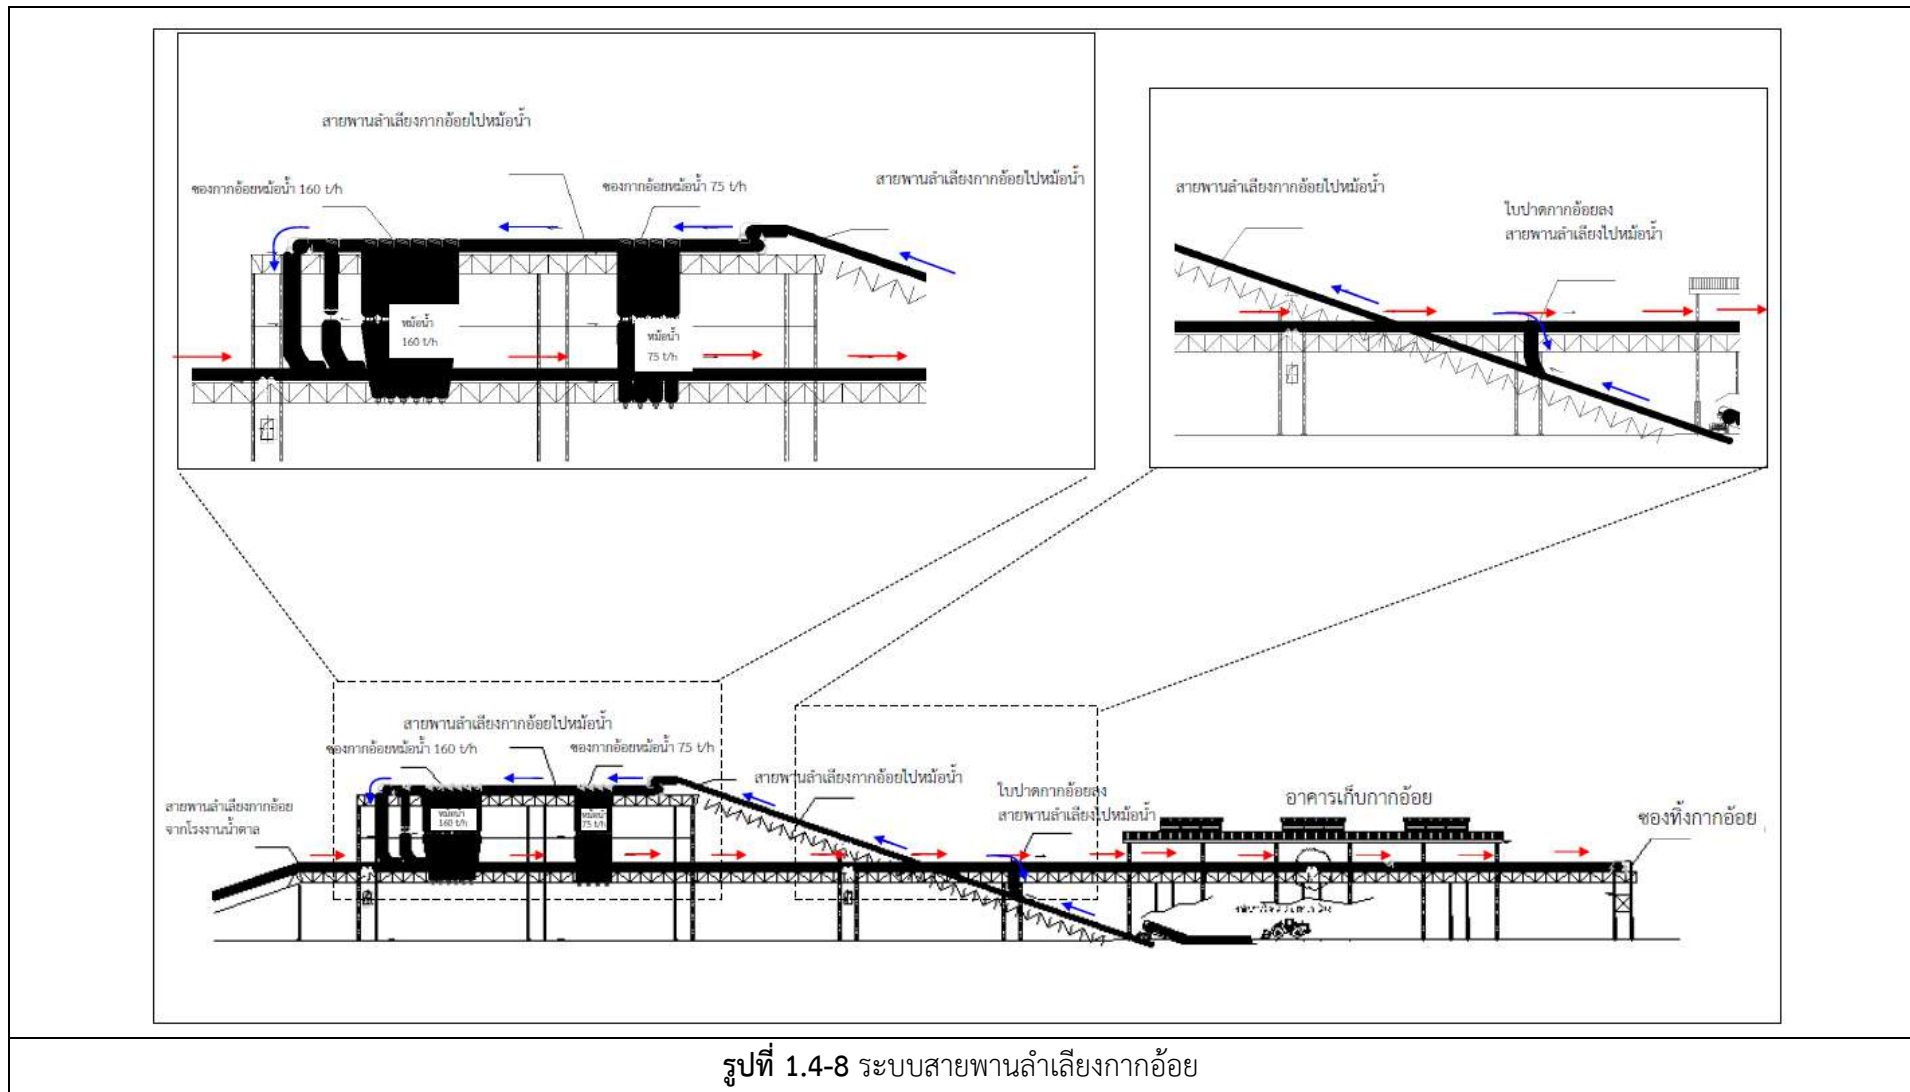 สายพานลำเลียงกากอ้อยไปหม้อน้ำ
ซองกากอ้อยหม้อน้ำ 160 t/h
ซองกากอ้อยหม้อน้ำ 75 t/h
สายพานลำเลียงกากอ้อยไปหม้อน้ำ
หม้อน้ำ
160 t/h
หม้อน้ำ
75 t/h
สายพานลำเลียงกากอ้อยไปหม้อน้ำ
ใบปาดกากอ้อยลง
สายพานลำเลียงไปหม้อน้ำ
สายพานลำเลียงกากอ้อยไปหม้อน้ำ
ซองกากอ้อยหม้อน้ำ 160 t/h
ซองกากอ้อยหม้อน้ำ 75 t/h
สายพานลำเลียงกากอ้อยไปหม้อน้ำ
ใบปาดกากอ้อยลง
สายพานลำเลียงไปหม้อน้ำ
อาคารเก็บกากอ้อย
ซองทิ้งกากอ้อย
สายพานลำเลียงกากอ้อย
จากโรงงานน้ำตาล
หม้อน้ำ
160 t/h
หม้อน้ำ
75 t/h
รูปที่ 1.4-8 ระบบสายพานลำเลียงกากอ้อย